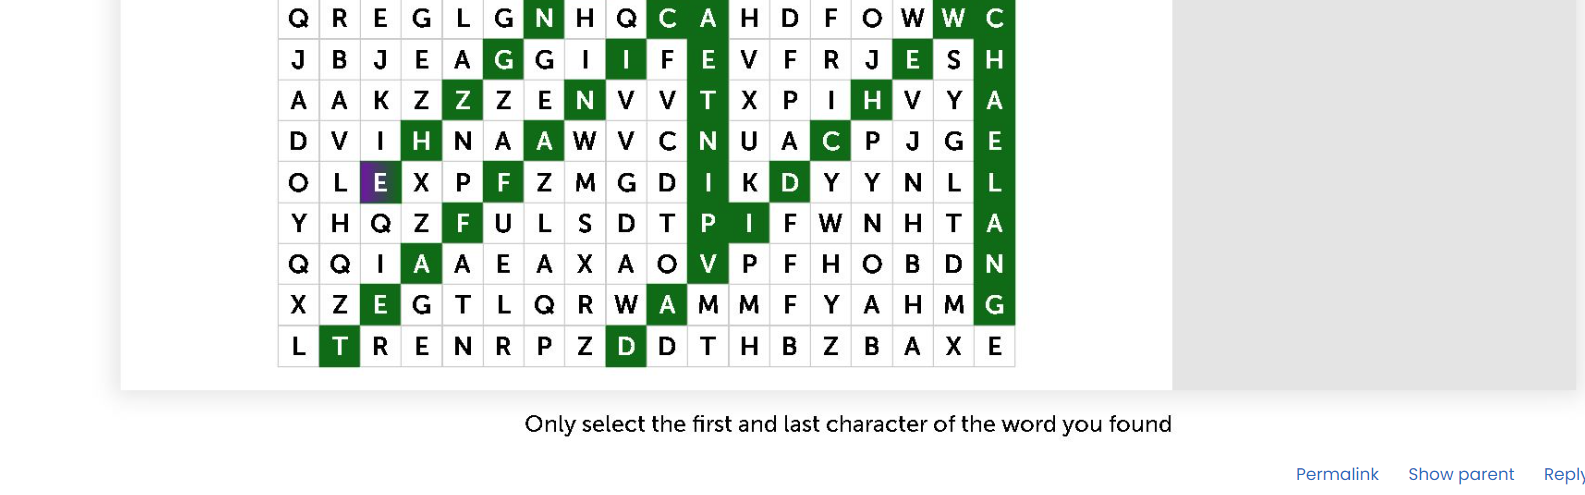 Q R E G L G N H Q C A H D F O W W C
J B J E A G G I I F E V F R J E S H
A A K Z Z Z E N V V T X P I H V Y A
D V I H N A A W V C N U A C P J G E
O L E X P F Z M G D I K D Y Y N L L
Y H Q Z F U L S D T P I F W N H T A
Q Q I A A E A X A O V P F H O B D N
X Z E G T L Q R W A M M F Y A H M G
L T R E N R P Z D D T H B Z B A X E
Only select the first and last character of the word you found
Permalink Show parent Reply